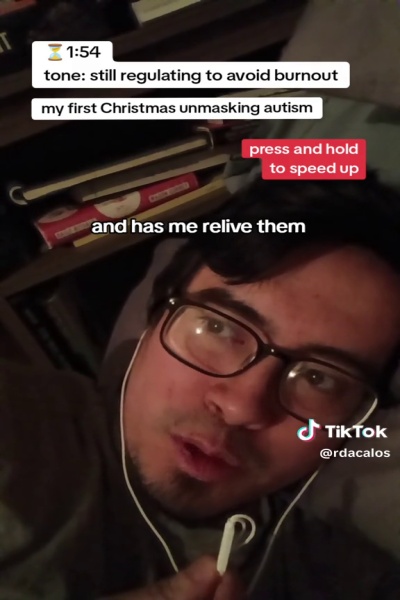 ⏳ 1:54
tone: still regulating to avoid burnout
my first Christmas unmasking autism
press and hold
to speed up
and has me relive them
TikTok
@rdacalos